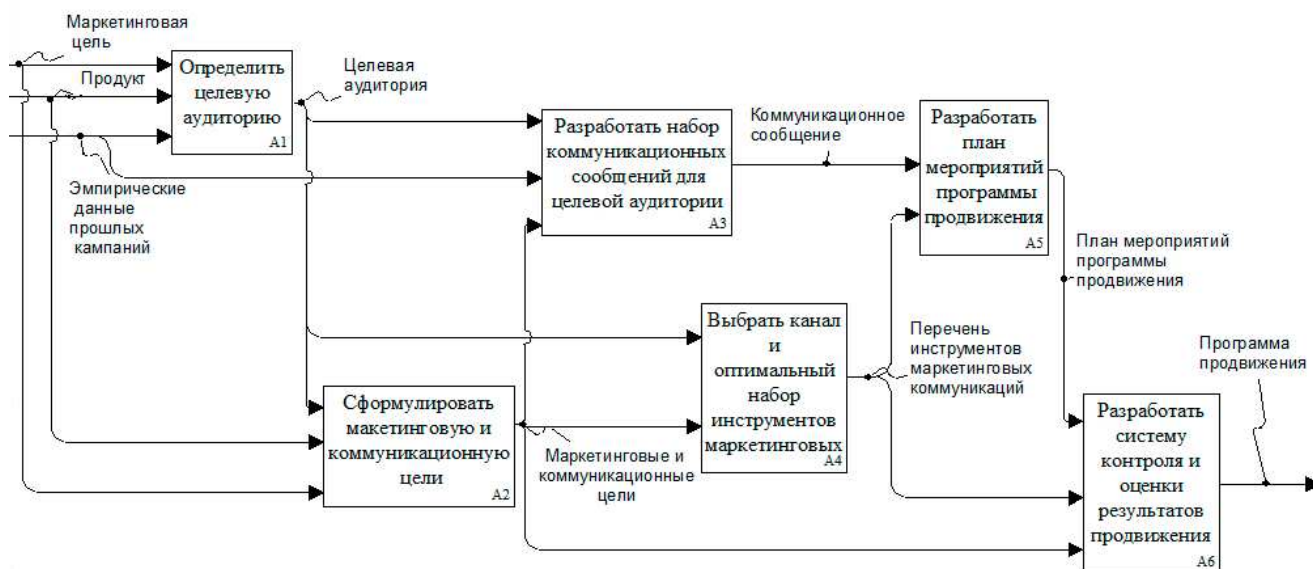 Маркетинговая
цель
Продукт
Эмпирические
данные
прошлых
кампаний
Определить
целевую
аудиторию
A1
Целевая
аудитория
Разработать набор
коммуникационных
сообщений для
целевой аудитории
A3
Коммуникационное
сообщение
Разработать
план
мероприятий
программы
продвижения
A5
План мероприятий
программы
продвижения
Сформулировать
макетинговую и
коммуникационную
цели
A2
Маркетинговые и
коммуникационные
цели
Выбрать канал
и
оптимальный
набор
инструментов
маркетинговых
A4
Перечень
инструментов
маркетинговых
коммуникаций
Разработать
систему
контроля и
оценки
результатов
продвижения
A6
Программа
продвижения